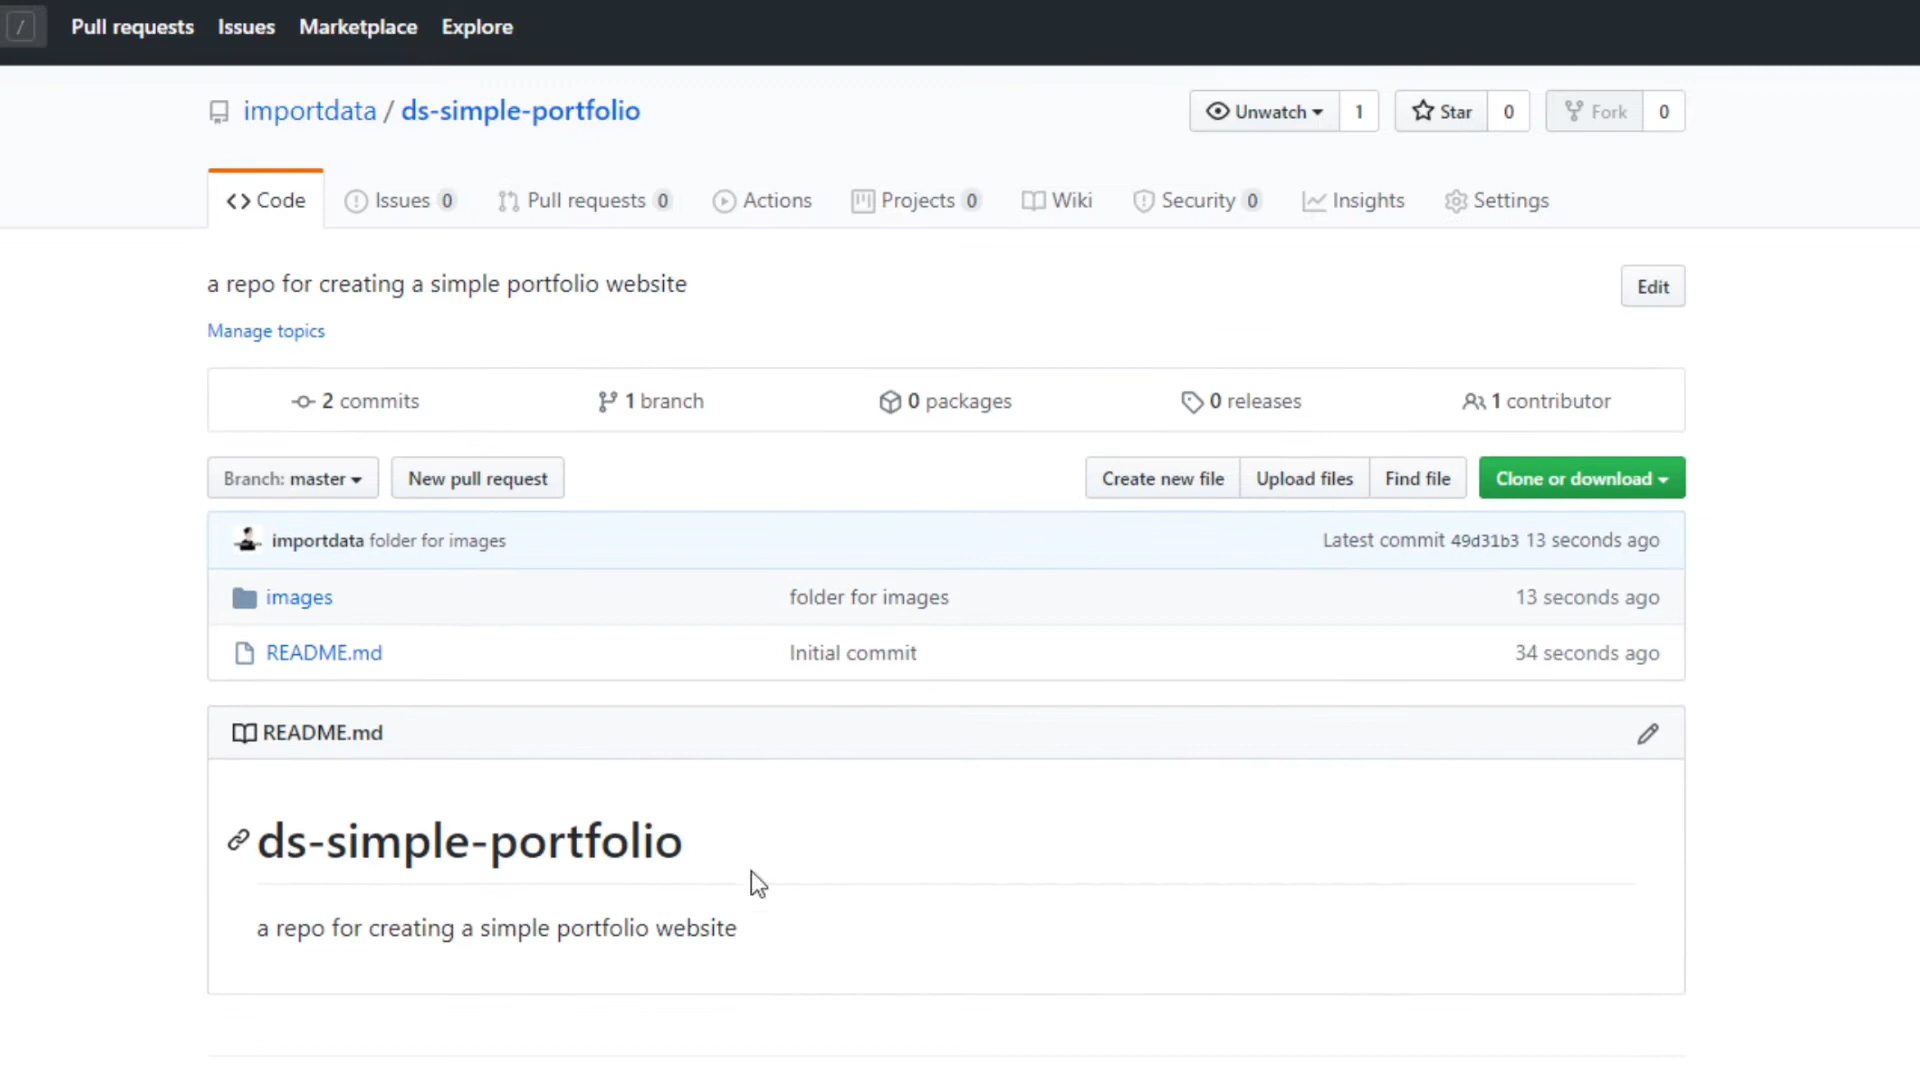 / Pull requests Issues Marketplace Explore
importdata / ds-simple-portfolio Unwatch 1 Star 0 Fork 0
Code Issues 0 Pull requests 0 Actions Projects 0 Wiki Security 0 Insights Settings
a repo for creating a simple portfolio website Edit
Manage topics
2 commits 1 branch 0 packages 0 releases 1 contributor
Branch: master New pull request Create new file Upload files Find file Clone or download
importdata folder for images Latest commit 49d31b3 13 seconds ago
images folder for images 13 seconds ago
README.md Initial commit 34 seconds ago
README.md
ds-simple-portfolio
a repo for creating a simple portfolio website